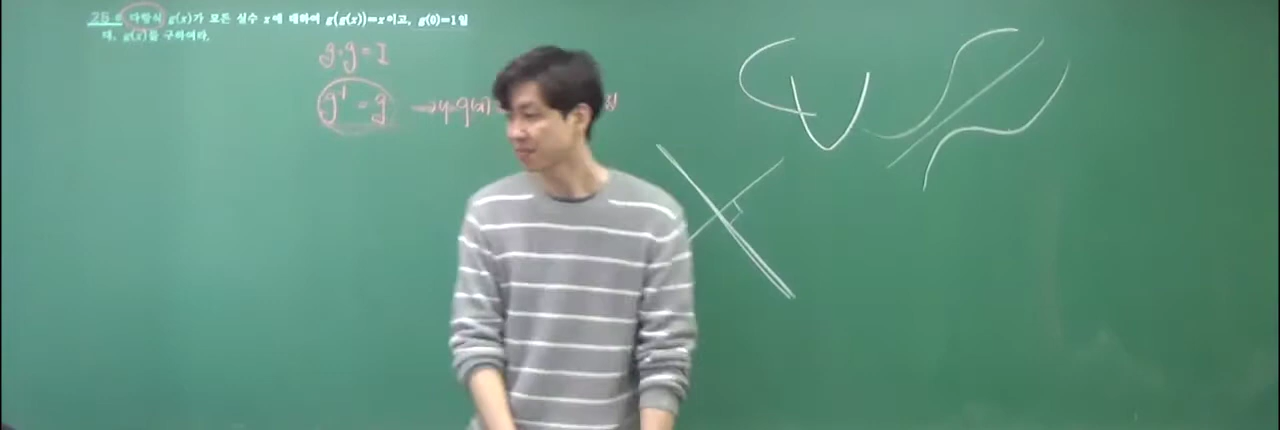 25 다항식 g(x)가 모든 실수 x에 대하여 g(g(x))=x이고, g(0)=1일
때, g(x)를 구하여라.
g∘g=I
g⁻¹=g → y=g(x)